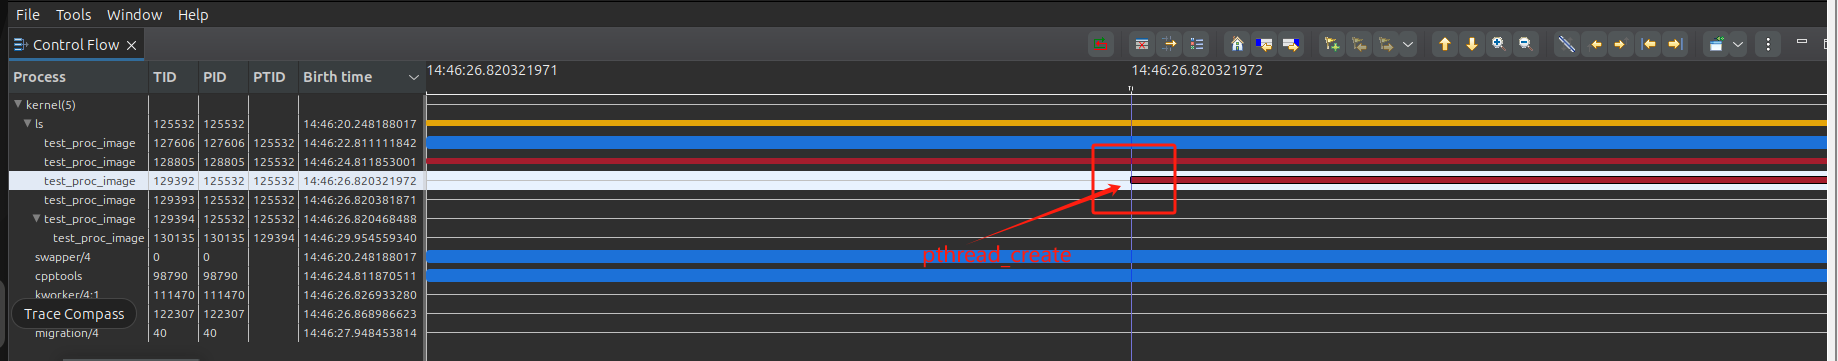 File Tools Window Help
Control Flow
Process TID PID PTID Birth time 14:46:26.820321971 14:46:26.820321972
kernel(5)
ls 125532 125532 14:46:20.248188017
test_proc_image 127606 127606 125532 14:46:22.811111842
test_proc_image 128805 128805 125532 14:46:24.811853001
test_proc_image 129392 125532 125532 14:46:26.820321972
test_proc_image 129393 125532 125532 14:46:26.820381871
test_proc_image 129394 125532 125532 14:46:26.820468488
test_proc_image 130135 130135 129394 14:46:29.954559340
pthread_create
swapper/4 0 0 14:46:20.248188017
cpptools 98790 98790 14:46:24.811870511
kworker/4:1 111470 111470 14:46:26.826933280
Trace Compass 122307 122307 14:46:26.868986623
migration/4 40 40 14:46:27.948453814